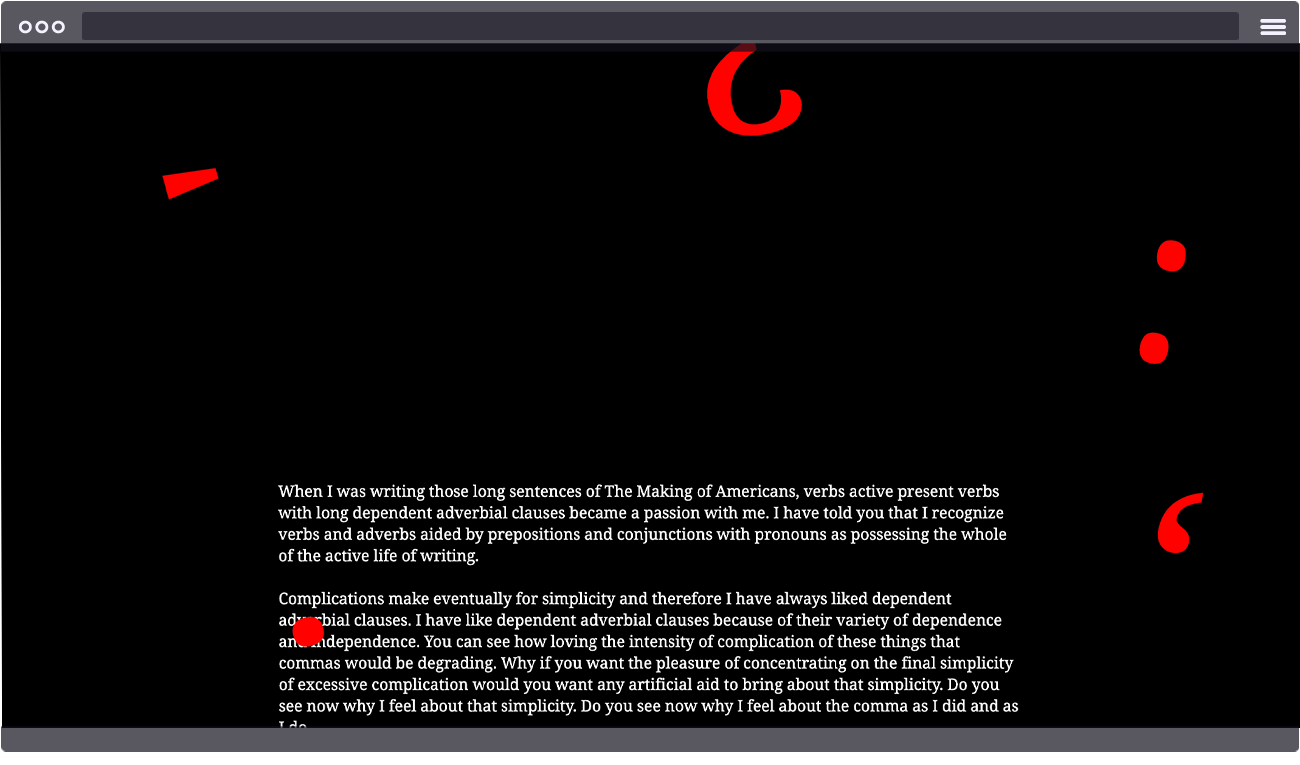 When I was writing those long sentences of The Making of Americans, verbs active present verbs
with long dependent adverbial clauses became a passion with me. I have told you that I recognize
verbs and adverbs aided by prepositions and conjunctions with pronouns as possessing the whole
of the active life of writing.
Complications make eventually for simplicity and therefore I have always liked dependent
adverbial clauses. I have like dependent adverbial clauses because of their variety of dependence
and independence. You can see how loving the intensity of complication of these things that
commas would be degrading. Why if you want the pleasure of concentrating on the final simplicity
of excessive complication would you want any artificial aid to bring about that simplicity. Do you
see now why I feel about that simplicity. Do you see now why I feel about the comma as I did and as
I do